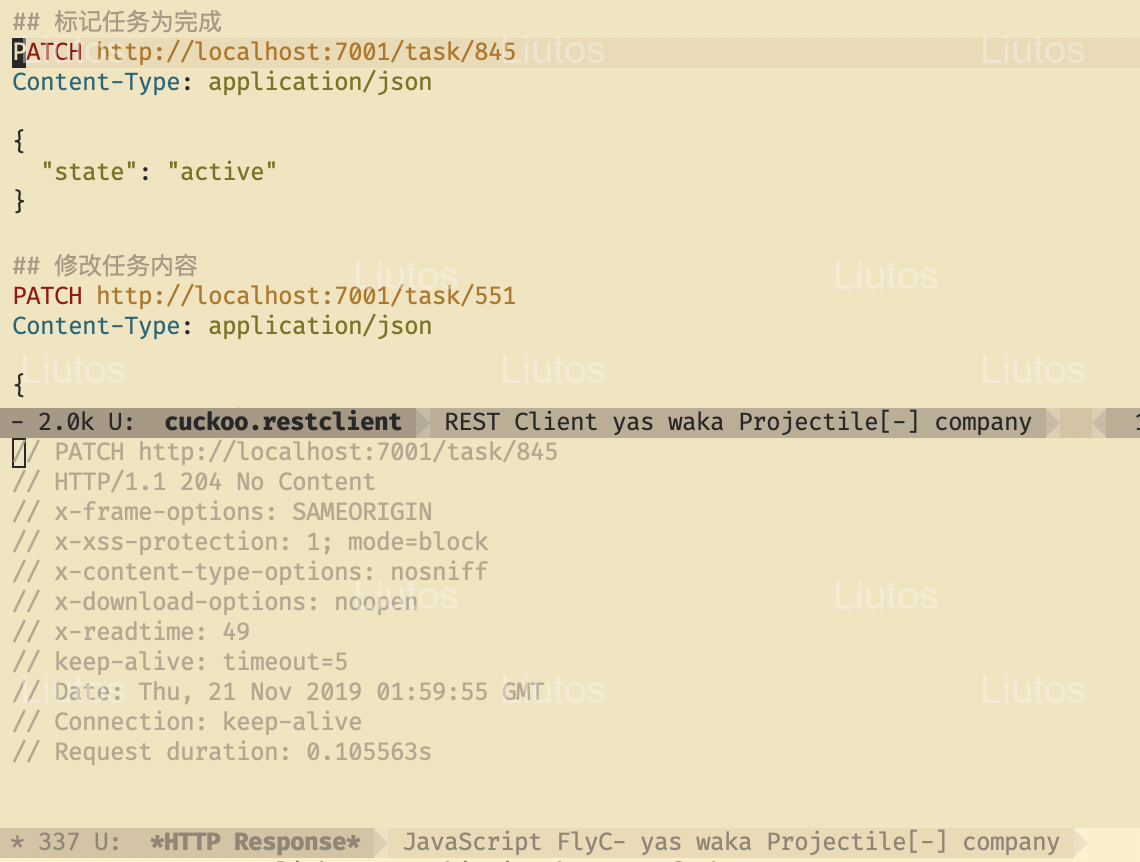 ## 标记任务为完成
PATCH http://localhost:7001/task/845
Content-Type: application/json
{
"state": "active"
}
## 修改任务内容
PATCH http://localhost:7001/task/551
Content-Type: application/json
{
- 2.0k U: cuckoo.restclient REST Client yas waka Projectile[-] company 1
// PATCH http://localhost:7001/task/845
// HTTP/1.1 204 No Content
// x-frame-options: SAMEORIGIN
// x-xss-protection: 1; mode=block
// x-content-type-options: nosniff
// x-download-options: noopen
// x-readtime: 49
// keep-alive: timeout=5
// Date: Thu, 21 Nov 2019 01:59:55 GMT
// Connection: keep-alive
// Request duration: 0.105563s
* 337 U: *HTTP Response* JavaScript FlyC- yas waka Projectile[-] company
Liutos
Liutos
Liutos
Liutos
Liutos
Liutos
Liutos
Liutos
Liutos
Liutos
Liutos
Liutos
Liutos